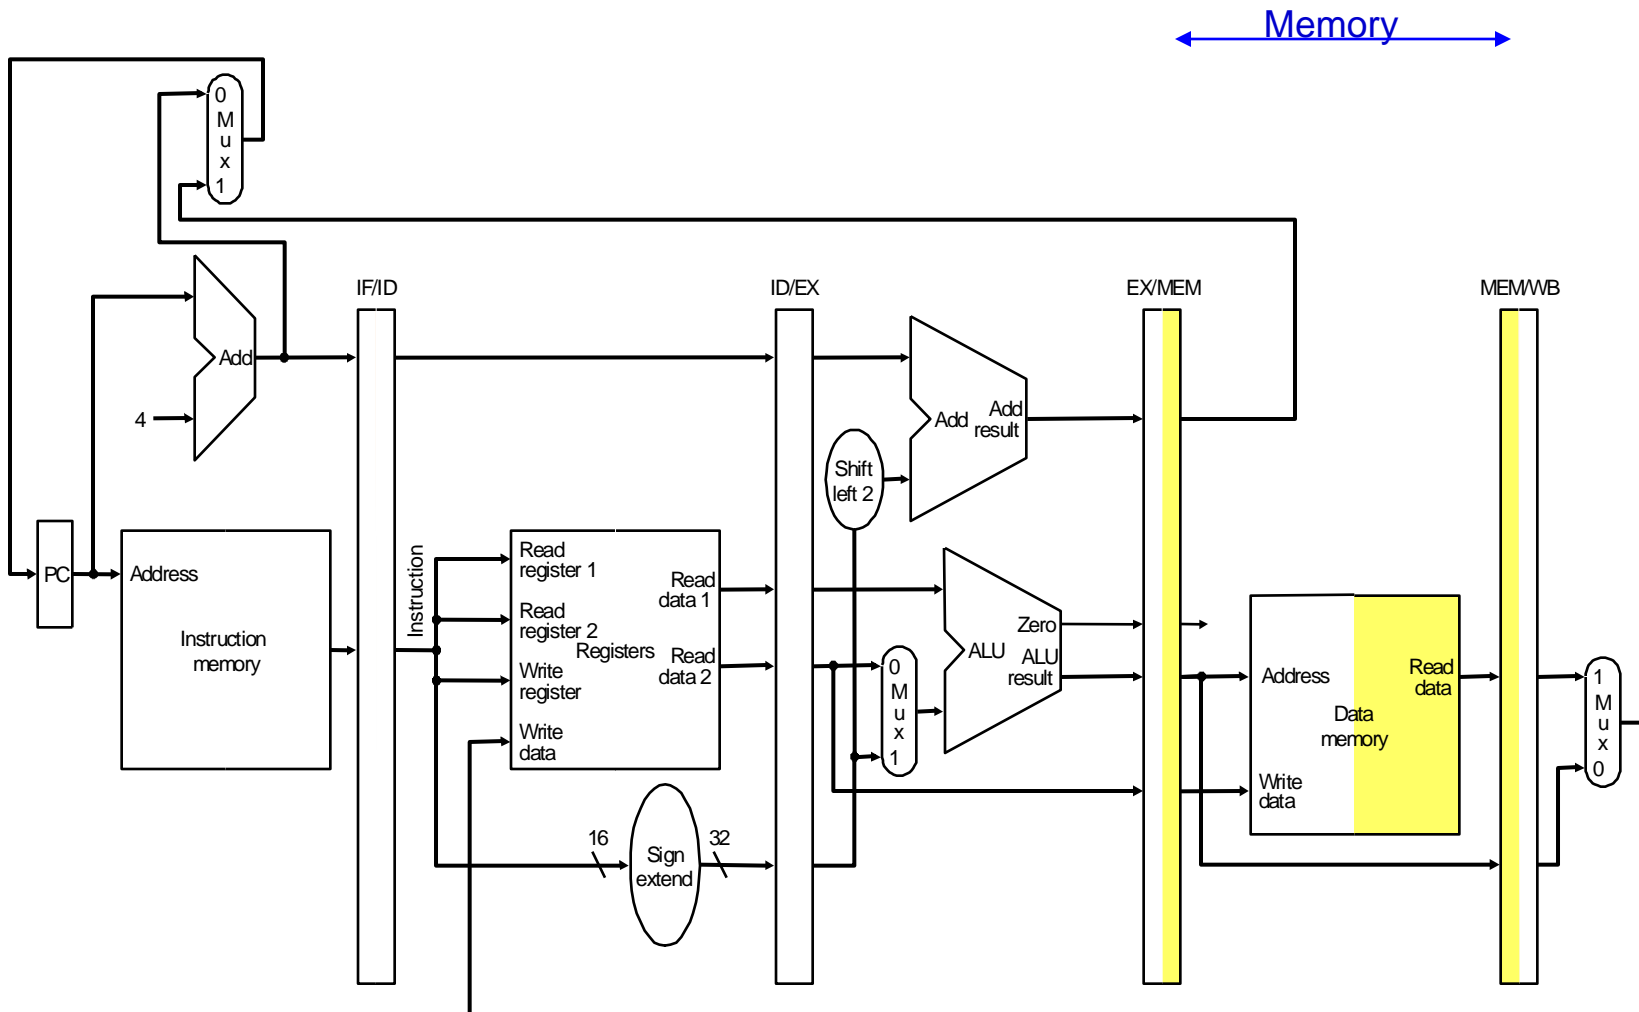 Memory
0
M
u
x
1
IF/ID
ID/EX
EX/MEM
MEM/WB
Add
4
Add
Add
result
Shift
left 2
PC
Address
Instruction
memory
Instruction
Read
register 1
Read
register 2
Registers
Write
register
Write
data
Read
data 1
Read
data 2
16
Sign
extend
32
0
M
u
x
1
Zero
ALU
ALU
result
Address
Read
data
Data
memory
Write
data
1
M
u
x
0